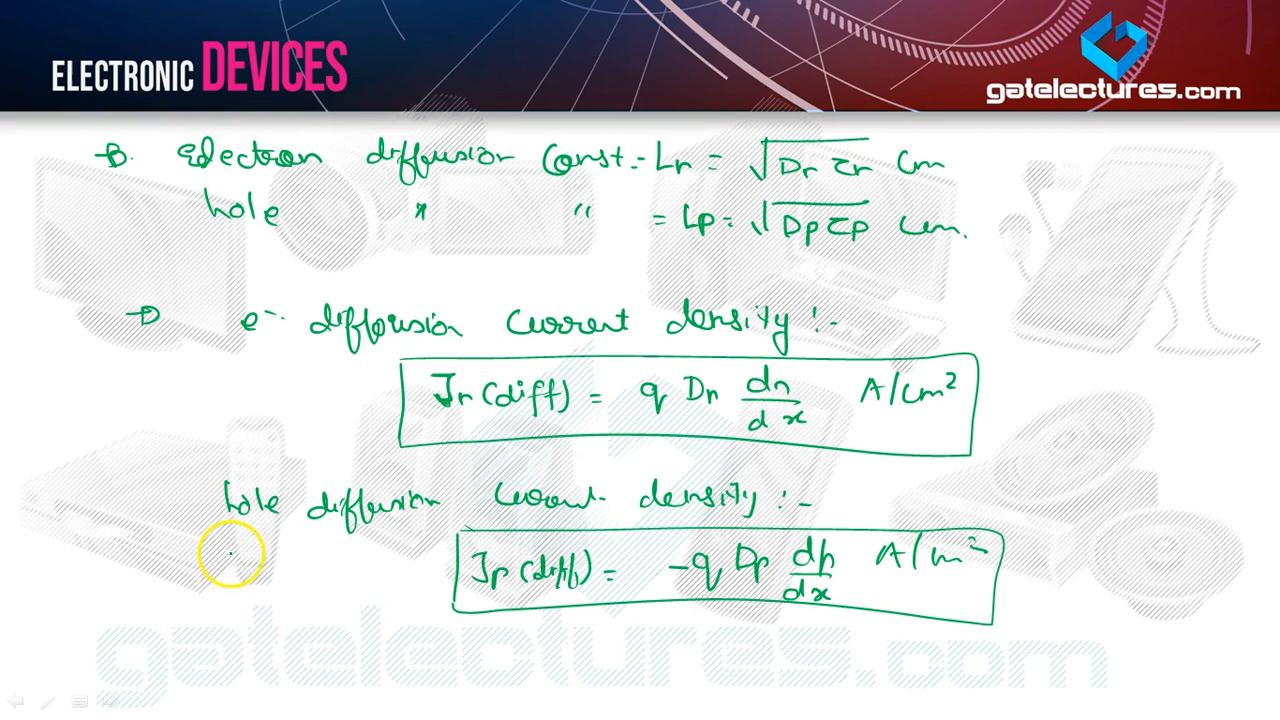 ELECTRONIC DEVICES
gatelectures.com
→ Electron diffusion Const - Ln = √Dn τn cm
hole " " = Lp = √Dp τp cm.
→ e- diffusion current density :-
Jn (diff) = q Dn dn/dx A/cm²
hole diffusion current density :-
Jp (diff) = -q Dp dp/dx A/cm²
gatelectures.com